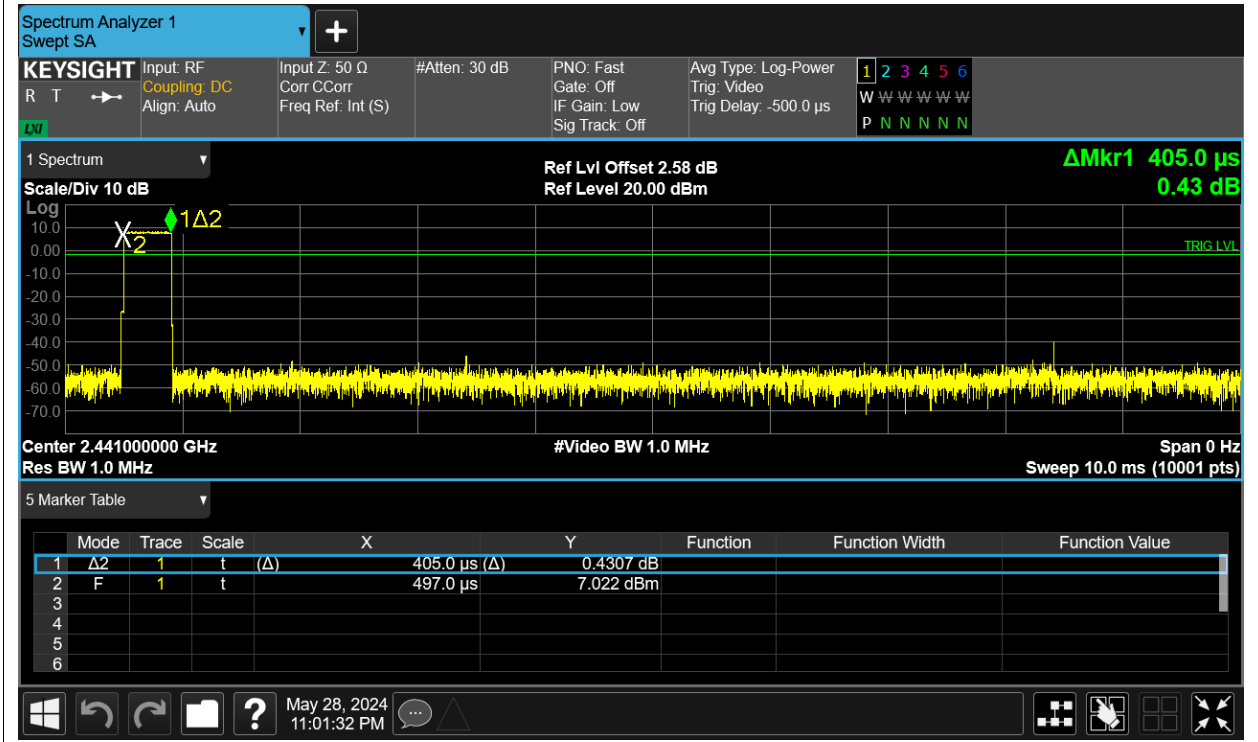 Spectrum Analyzer 1
Swept SA
KEYSIGHT
R T
LXI
Input: RF
Coupling: DC
Align: Auto
Input Z: 50 Ω
Corr CCorr
Freq Ref: Int (S)
#Atten: 30 dB
PNO: Fast
Gate: Off
IF Gain: Low
Sig Track: Off
Avg Type: Log-Power
Trig: Video
Trig Delay: -500.0 µs
1 2 3 4 5 6
W W W W W W
P N N N N N
1 Spectrum
Scale/Div 10 dB
Ref Lvl Offset 2.58 dB
Ref Level 20.00 dBm
ΔMkr1 405.0 µs
0.43 dB
Log
10.0
0.00
-10.0
-20.0
-30.0
-40.0
-50.0
-60.0
-70.0
X
2
1Δ2
TRIG LVL
Center 2.441000000 GHz
#Video BW 1.0 MHz
Span 0 Hz
Res BW 1.0 MHz
Sweep 10.0 ms (10001 pts)
5 Marker Table
Mode Trace Scale X Y Function Function Width Function Value
1 Δ2 1 t (Δ) 405.0 µs (Δ) 0.4307 dB
2 F 1 t 497.0 µs 7.022 dBm
3
4
5
6
?
May 28, 2024
11:01:32 PM